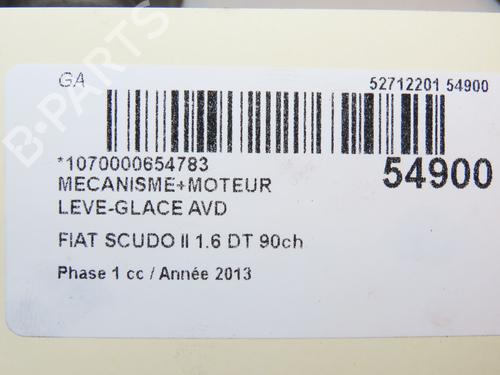 GA
52712201 54900
*1070000654783
54900
MECANISME+MOTEUR
LEVE-GLACE AVD
FIAT SCUDO II 1.6 DT 90ch
Phase 1 cc / Année 2013
B-PARTS